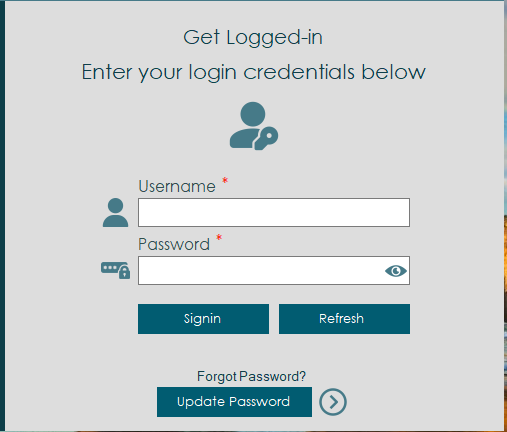 Get Logged-in
Enter your login credentials below
Username *
Password *
Signin Refresh
Forgot Password?
Update Password